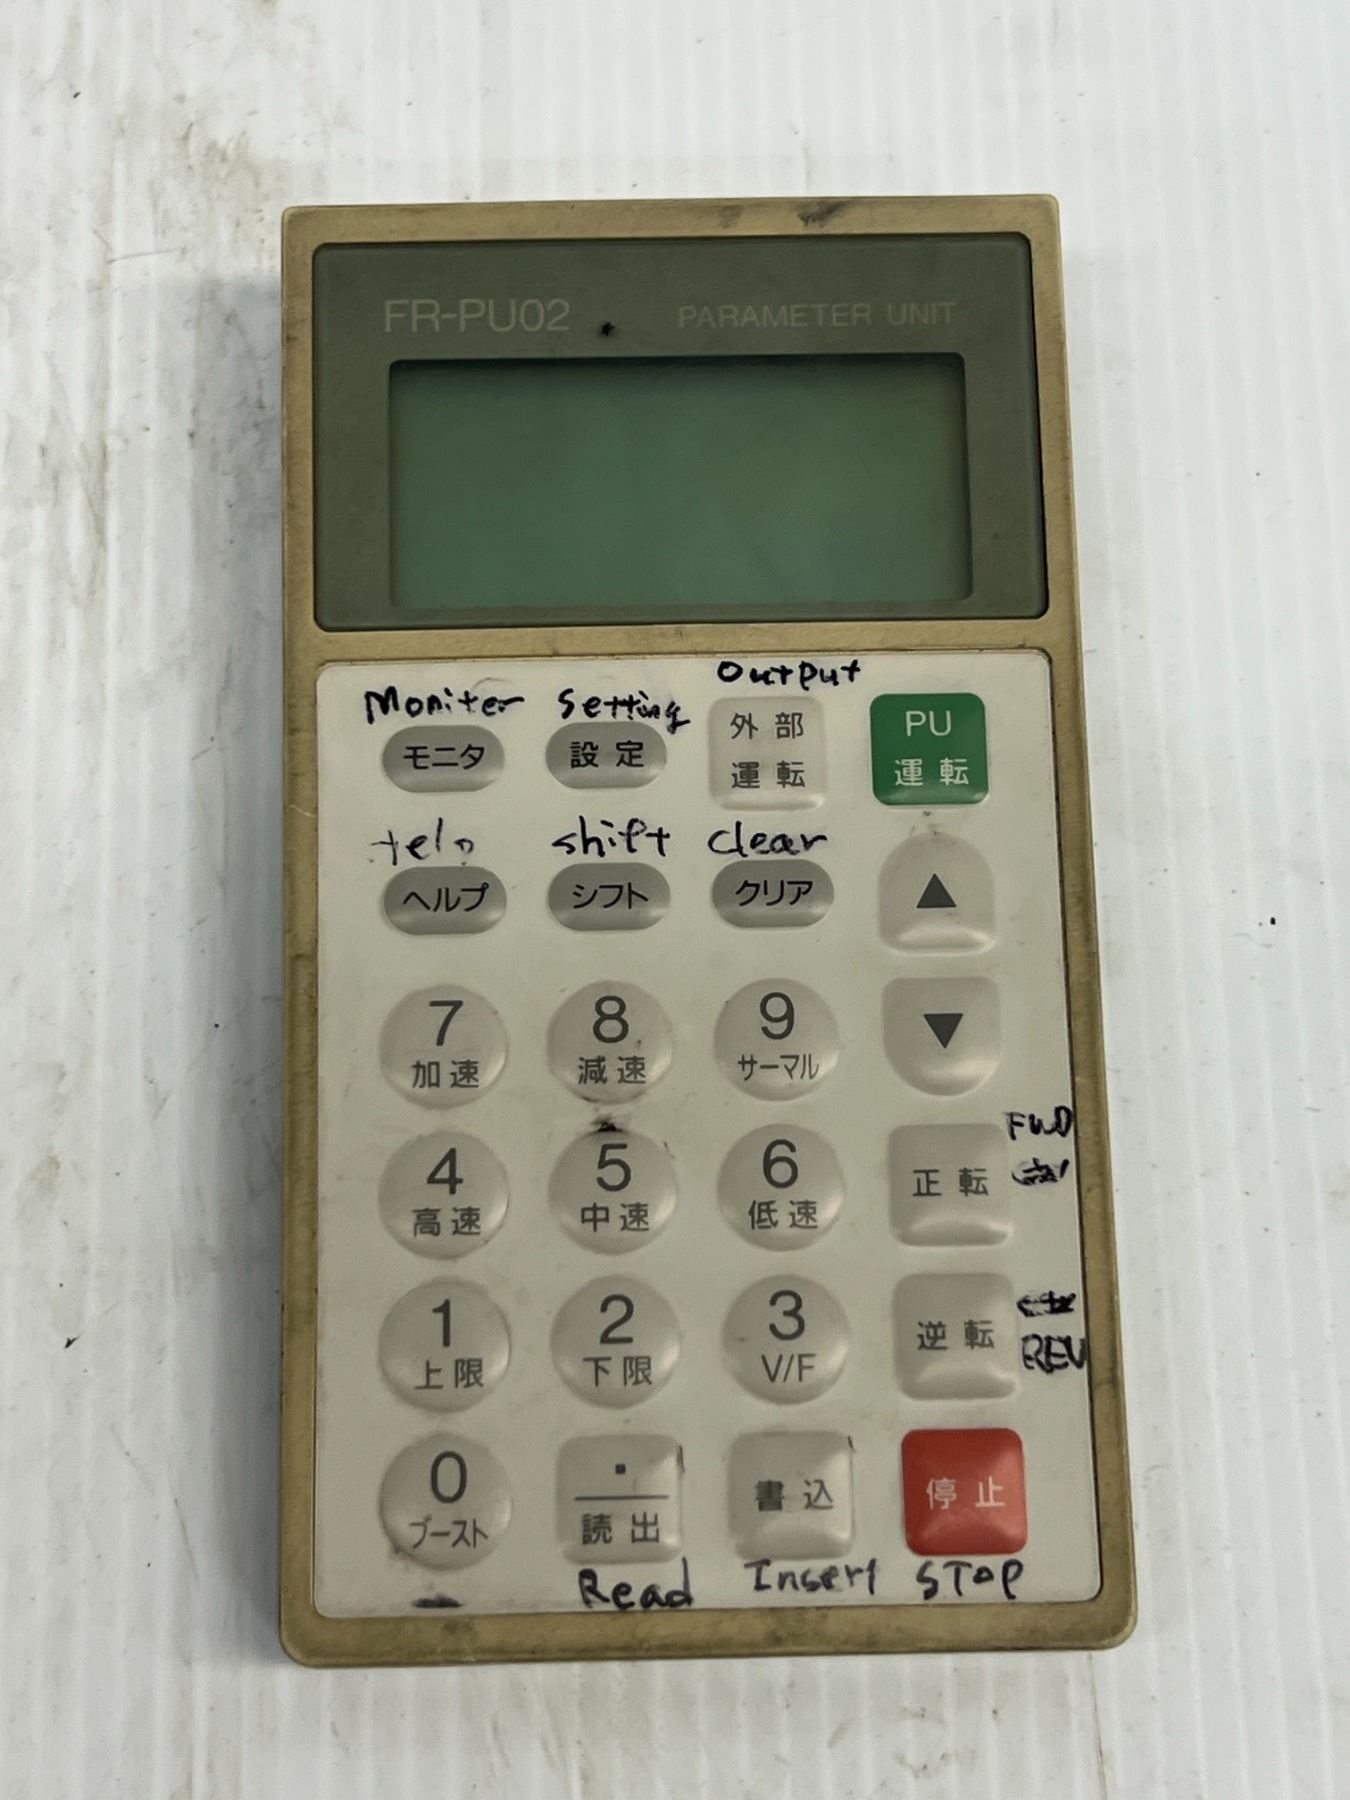 FR-PU02 PARAMETER UNIT
Output
Moniter Setting
モニタ 設定 外部 運転 PU 運転
shift clear
ヘルプ シフト クリア ▲
7 8 9 ▼
加速 減速 サーマル
FWD
4 5 6 正転
高速 中速 低速
1 2 3 逆転
上限 下限 V/F REV
0 . 書込 停止
ブースト 読出
Read Insert STOP